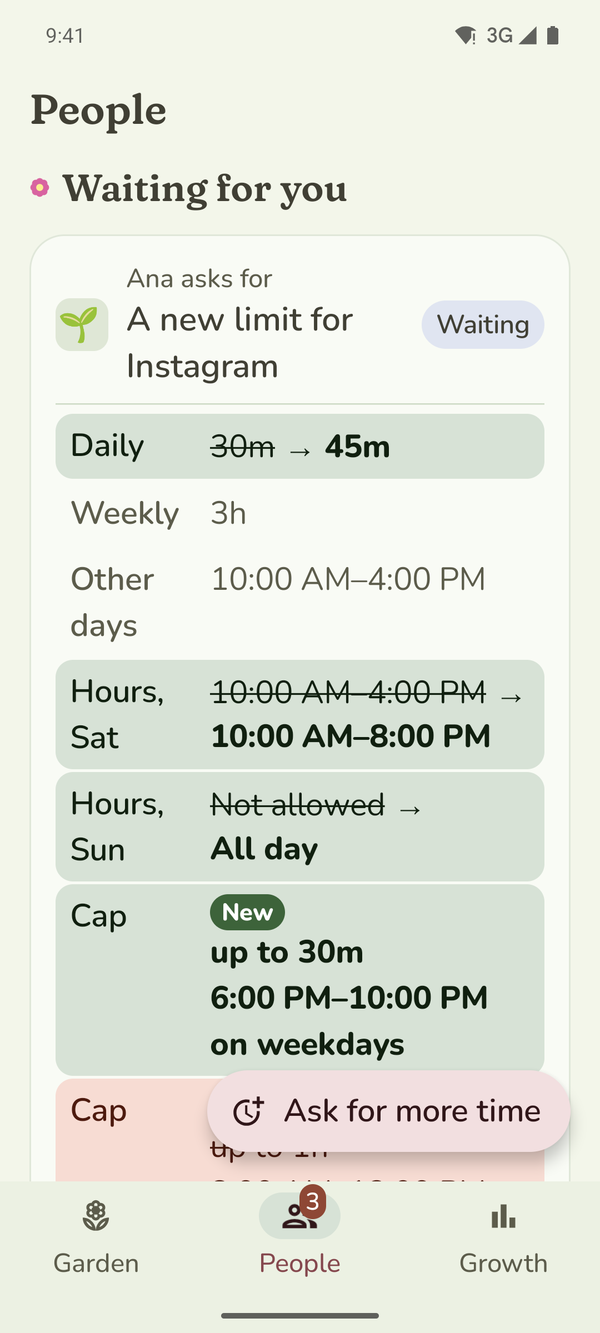 9:41
3G
People
Waiting for you
Ana asks for
A new limit for
Instagram
Waiting
Daily
30m → 45m
Weekly
3h
Other
days
10:00 AM–4:00 PM
Hours,
Sat
10:00 AM–4:00 PM →
10:00 AM–8:00 PM
Hours,
Sun
Not allowed →
All day
Cap
New
up to 30m
6:00 PM–10:00 PM
on weekdays
Cap
up to 1h
Ask for more time
3
Garden
People
Growth